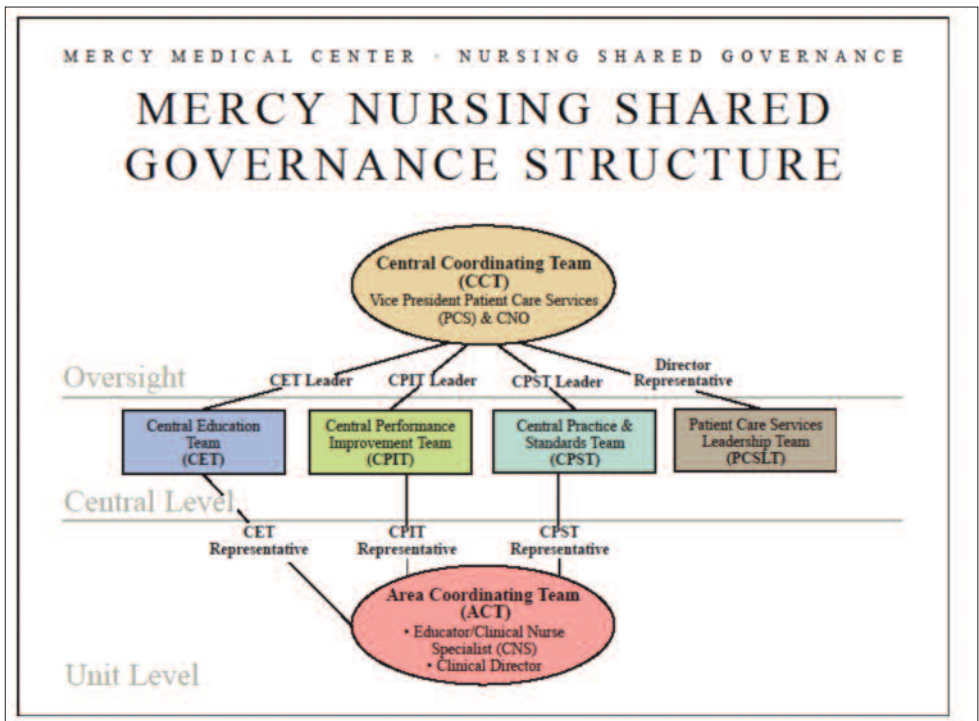 MERCY MEDICAL CENTER · NURSING SHARED GOVERNANCE
MERCY NURSING SHARED
GOVERNANCE STRUCTURE
Central Coordinating Team
(CCT)
Vice President Patient Care Services
(PCS) & CNO
Oversight
CET Leader
CPIT Leader
CPST Leader
Director
Representative
Central Education
Team
(CET)
Central Performance
Improvement Team
(CPIT)
Central Practice &
Standards Team
(CPST)
Patient Care Services
Leadership Team
(PCSLT)
Central Level
CET
Representative
CPIT
Representative
CPST
Representative
Area Coordinating Team
(ACT)
• Educator/Clinical Nurse
Specialist (CNS)
• Clinical Director
Unit Level